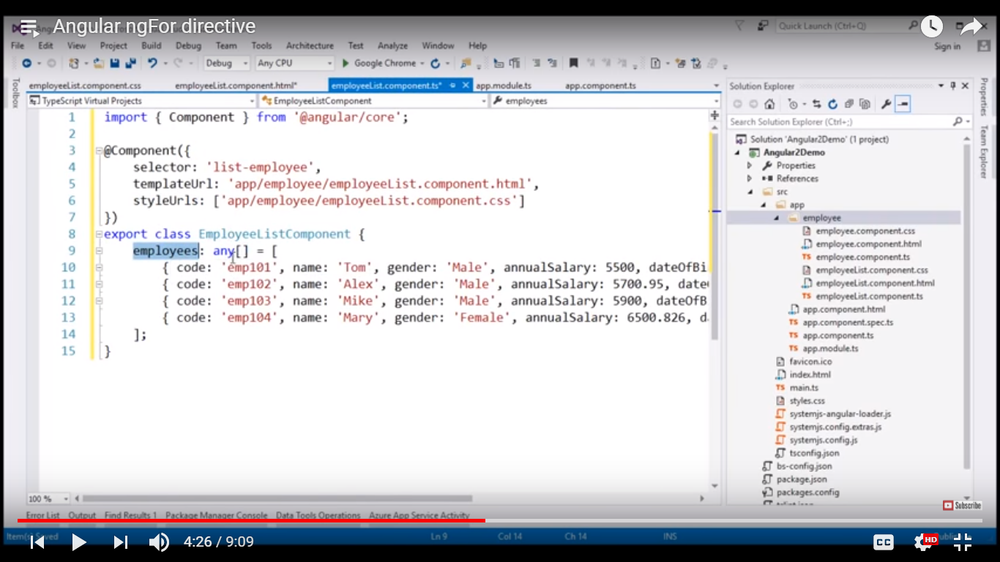 Angular ngFor directive
Quick Launch (Ctrl+Q)
File Edit View Project Build Debug Team Tools Architecture Test Analyze Window Help
Sign in
Debug Any CPU Google Chrome
Toolbox
employeeList.component.css employeeList.component.html* employeeList.component.ts* app.module.ts app.component.ts
TypeScript Virtual Projects EmployeeListComponent employees
1 import { Component } from '@angular/core';
2
3 @Component({
4 selector: 'list-employee',
5 templateUrl: 'app/employee/employeeList.component.html',
6 styleUrls: ['app/employee/employeeList.component.css']
7 })
8 export class EmployeeListComponent {
9 employees: any[] = [
10 { code: 'emp101', name: 'Tom', gender: 'Male', annualSalary: 5500, dateOfBi
11 { code: 'emp102', name: 'Alex', gender: 'Male', annualSalary: 5700.95, date
12 { code: 'emp103', name: 'Mike', gender: 'Male', annualSalary: 5900, dateOfB
13 { code: 'emp104', name: 'Mary', gender: 'Female', annualSalary: 6500.826, d
14 ];
15 }
100 %
Solution Explorer
Search Solution Explorer (Ctrl+;)
Solution 'Angular2Demo' (1 project)
Angular2Demo
Properties
References
src
app
employee
employee.component.css
employee.component.html
TS employee.component.ts
employeeList.component.css
employeeList.component.html
TS employeeList.component.ts
app.component.html
TS app.component.spec.ts
TS app.component.ts
TS app.module.ts
favicon.ico
index.html
TS main.ts
styles.css
systemjs-angular-loader.js
systemjs.config.extras.js
systemjs.config.js
tsconfig.json
bs-config.json
package.json
packages.config
Properties
Team Explorer
Subscribe
Error List Output Find Results 1 Package Manager Console Data Tools Operations Azure App Service Activity
Ln 9 Col 14 Ch 14 INS
4:26 / 9:09
CC
HD